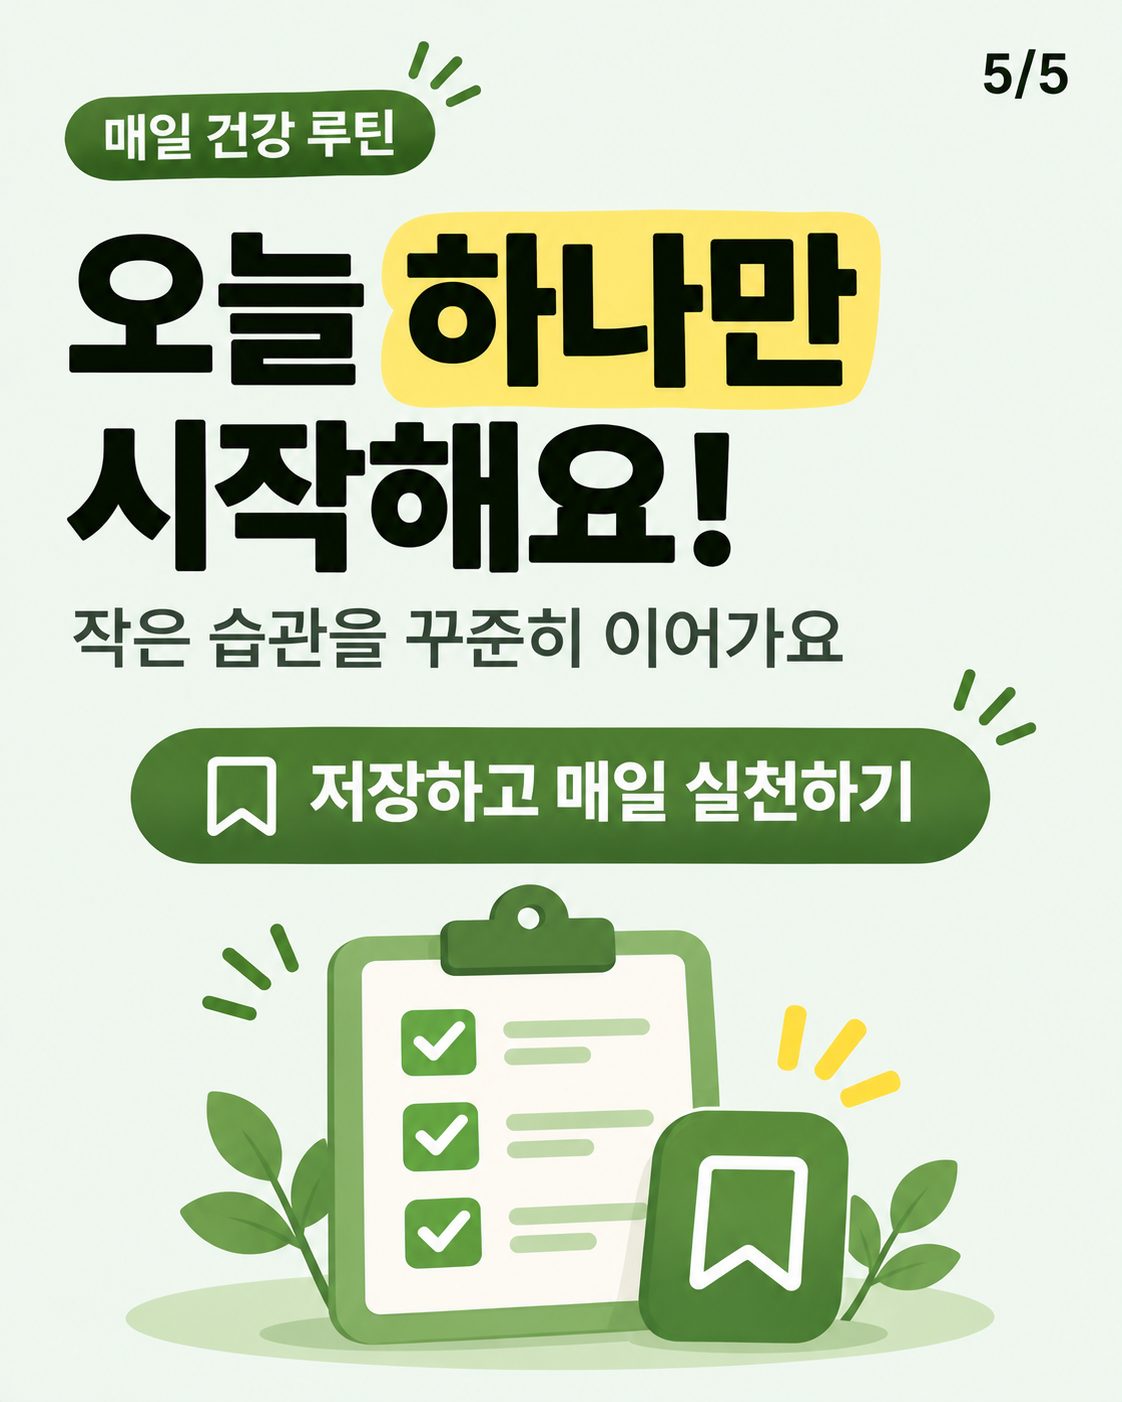 5/5
매일 건강 루틴
오늘 하나만
시작해요!
작은 습관을 꾸준히 이어가요
저장하고 매일 실천하기